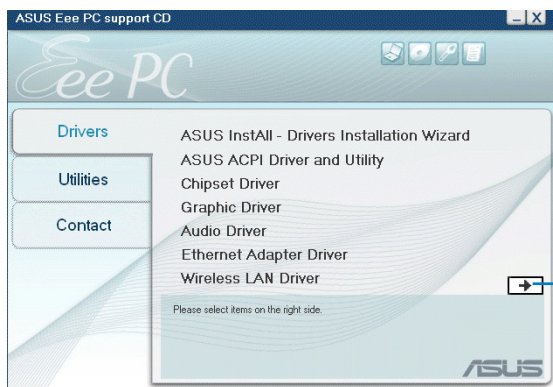 ASUS Eee PC support CD
Eee PC
Drivers
Utilities
Contact
ASUS InstAll - Drivers Installation Wizard
ASUS ACPI Driver and Utility
Chipset Driver
Graphic Driver
Audio Driver
Ethernet Adapter Driver
Wireless LAN Driver
Please select items on the right side.
ASUS